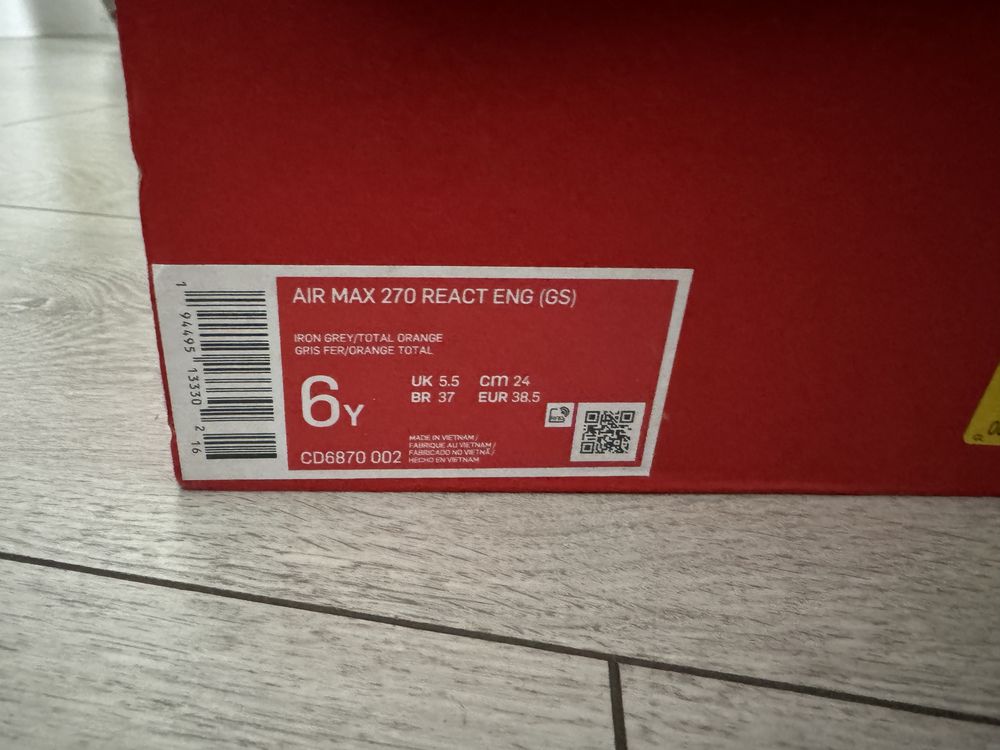 AIR MAX 270 REACT ENG (GS)
IRON GREY/TOTAL ORANGE
GRIS FER/ORANGE TOTAL
6Y
UK 5.5 cm 24
BR 37 EUR 38.5
CD6870 002
MADE IN VIETNAM/
FABRIQUE AU VIETNAM/
FABRICADO NO VIETNÃ/
HECHO EN VIETNAM
1 94495 13330 2 16